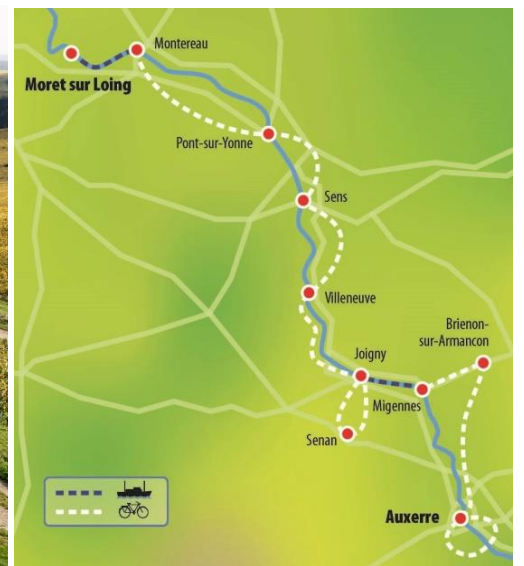 Montereau
Moret sur Loing
Pont-sur-Yonne
Sens
Villeneuve
Brienon-
sur-Armancon
Joigny
Migennes
Senan
Auxerre